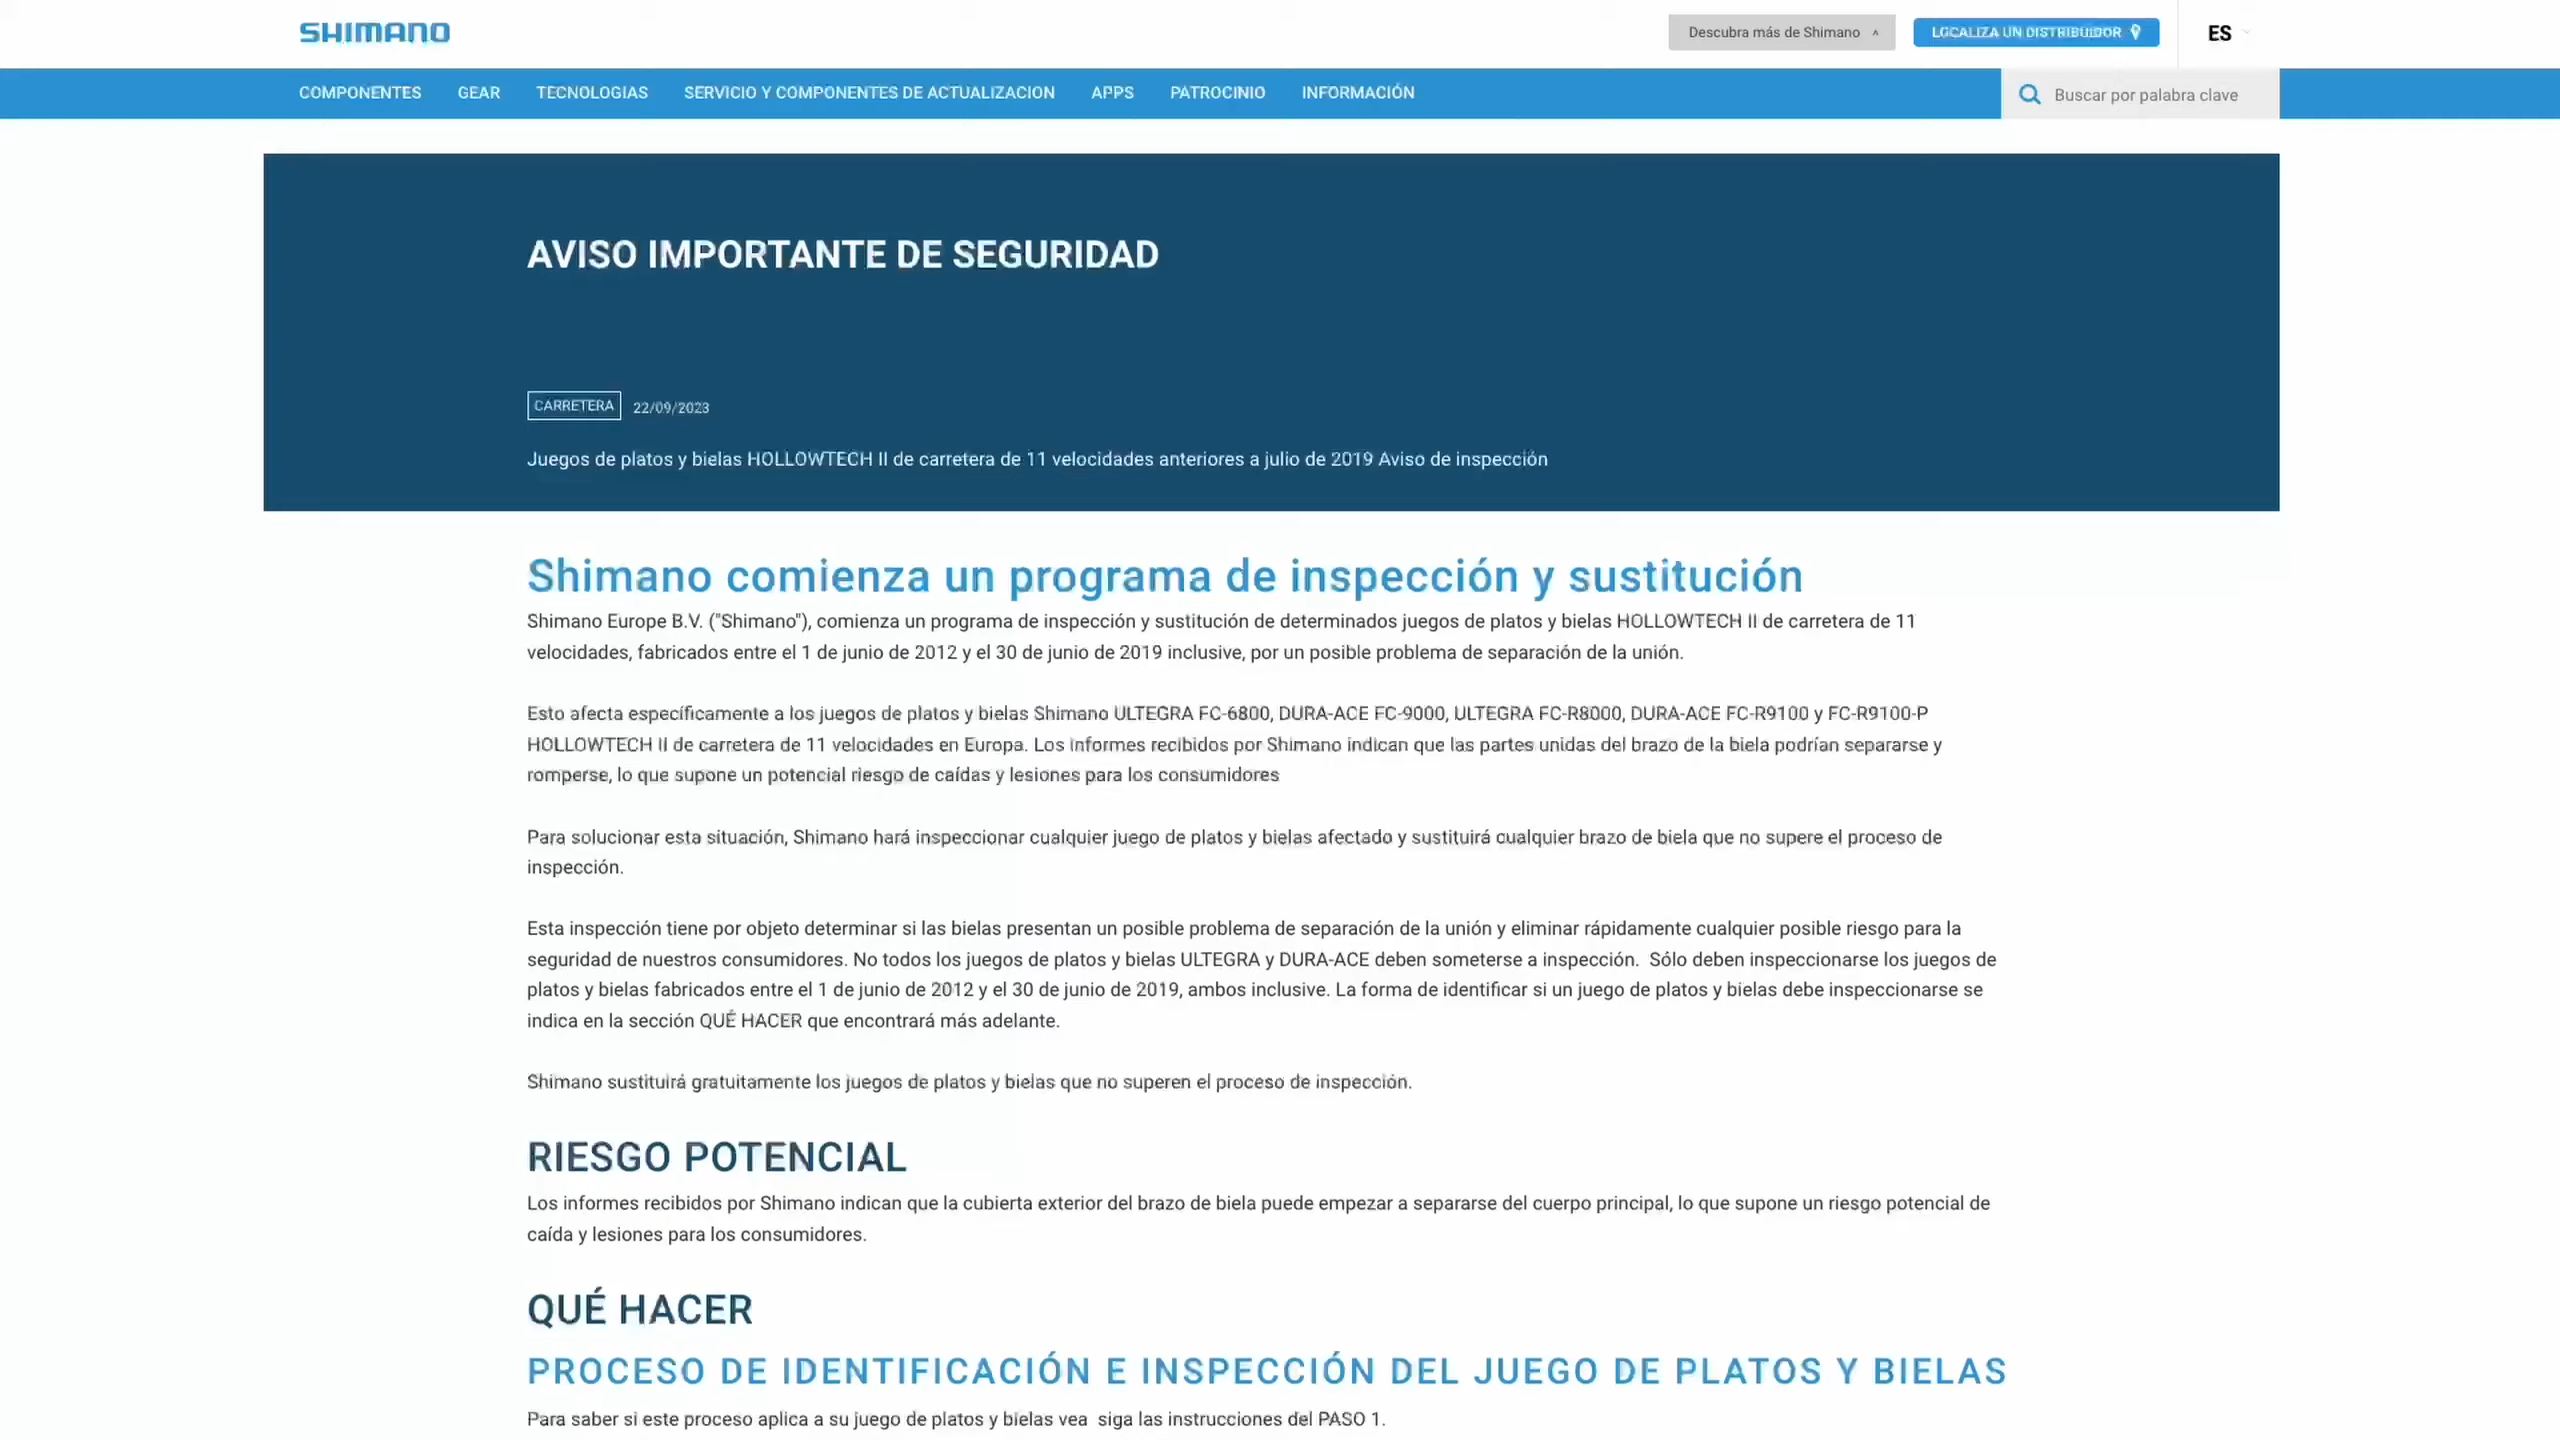 SHIMANO
Descubra más de Shimano
LOCALIZA UN DISTRIBUIDOR
ES
COMPONENTES GEAR TECNOLOGIAS SERVICIO Y COMPONENTES DE ACTUALIZACION APPS PATROCINIO INFORMACIÓN
Buscar por palabra clave
AVISO IMPORTANTE DE SEGURIDAD
CARRETERA 22/09/2023
Juegos de platos y bielas HOLLOWTECH II de carretera de 11 velocidades anteriores a julio de 2019 Aviso de inspección
Shimano comienza un programa de inspección y sustitución
Shimano Europe B.V. ("Shimano"), comienza un programa de inspección y sustitución de determinados juegos de platos y bielas HOLLOWTECH II de carretera de 11
velocidades, fabricados entre el 1 de junio de 2012 y el 30 de junio de 2019 inclusive, por un posible problema de separación de la unión.
Esto afecta específicamente a los juegos de platos y bielas Shimano ULTEGRA FC-6800, DURA-ACE FC-9000, ULTEGRA FC-R8000, DURA-ACE FC-R9100 y FC-R9100-P
HOLLOWTECH II de carretera de 11 velocidades en Europa. Los informes recibidos por Shimano indican que las partes unidas del brazo de la biela podrían separarse y
romperse, lo que supone un potencial riesgo de caídas y lesiones para los consumidores
Para solucionar esta situación, Shimano hará inspeccionar cualquier juego de platos y bielas afectado y sustituirá cualquier brazo de biela que no supere el proceso de
inspección.
Esta inspección tiene por objeto determinar si las bielas presentan un posible problema de separación de la unión y eliminar rápidamente cualquier posible riesgo para la
seguridad de nuestros consumidores. No todos los juegos de platos y bielas ULTEGRA y DURA-ACE deben someterse a inspección. Sólo deben inspeccionarse los juegos de
platos y bielas fabricados entre el 1 de junio de 2012 y el 30 de junio de 2019, ambos inclusive. La forma de identificar si un juego de platos y bielas debe inspeccionarse se
indica en la sección QUÉ HACER que encontrará más adelante.
Shimano sustituirá gratuitamente los juegos de platos y bielas que no superen el proceso de inspección.
RIESGO POTENCIAL
Los informes recibidos por Shimano indican que la cubierta exterior del brazo de biela puede empezar a separarse del cuerpo principal, lo que supone un riesgo potencial de
caída y lesiones para los consumidores.
QUÉ HACER
PROCESO DE IDENTIFICACIÓN E INSPECCIÓN DEL JUEGO DE PLATOS Y BIELAS
Para saber si este proceso aplica a su juego de platos y bielas vea siga las instrucciones del PASO 1.